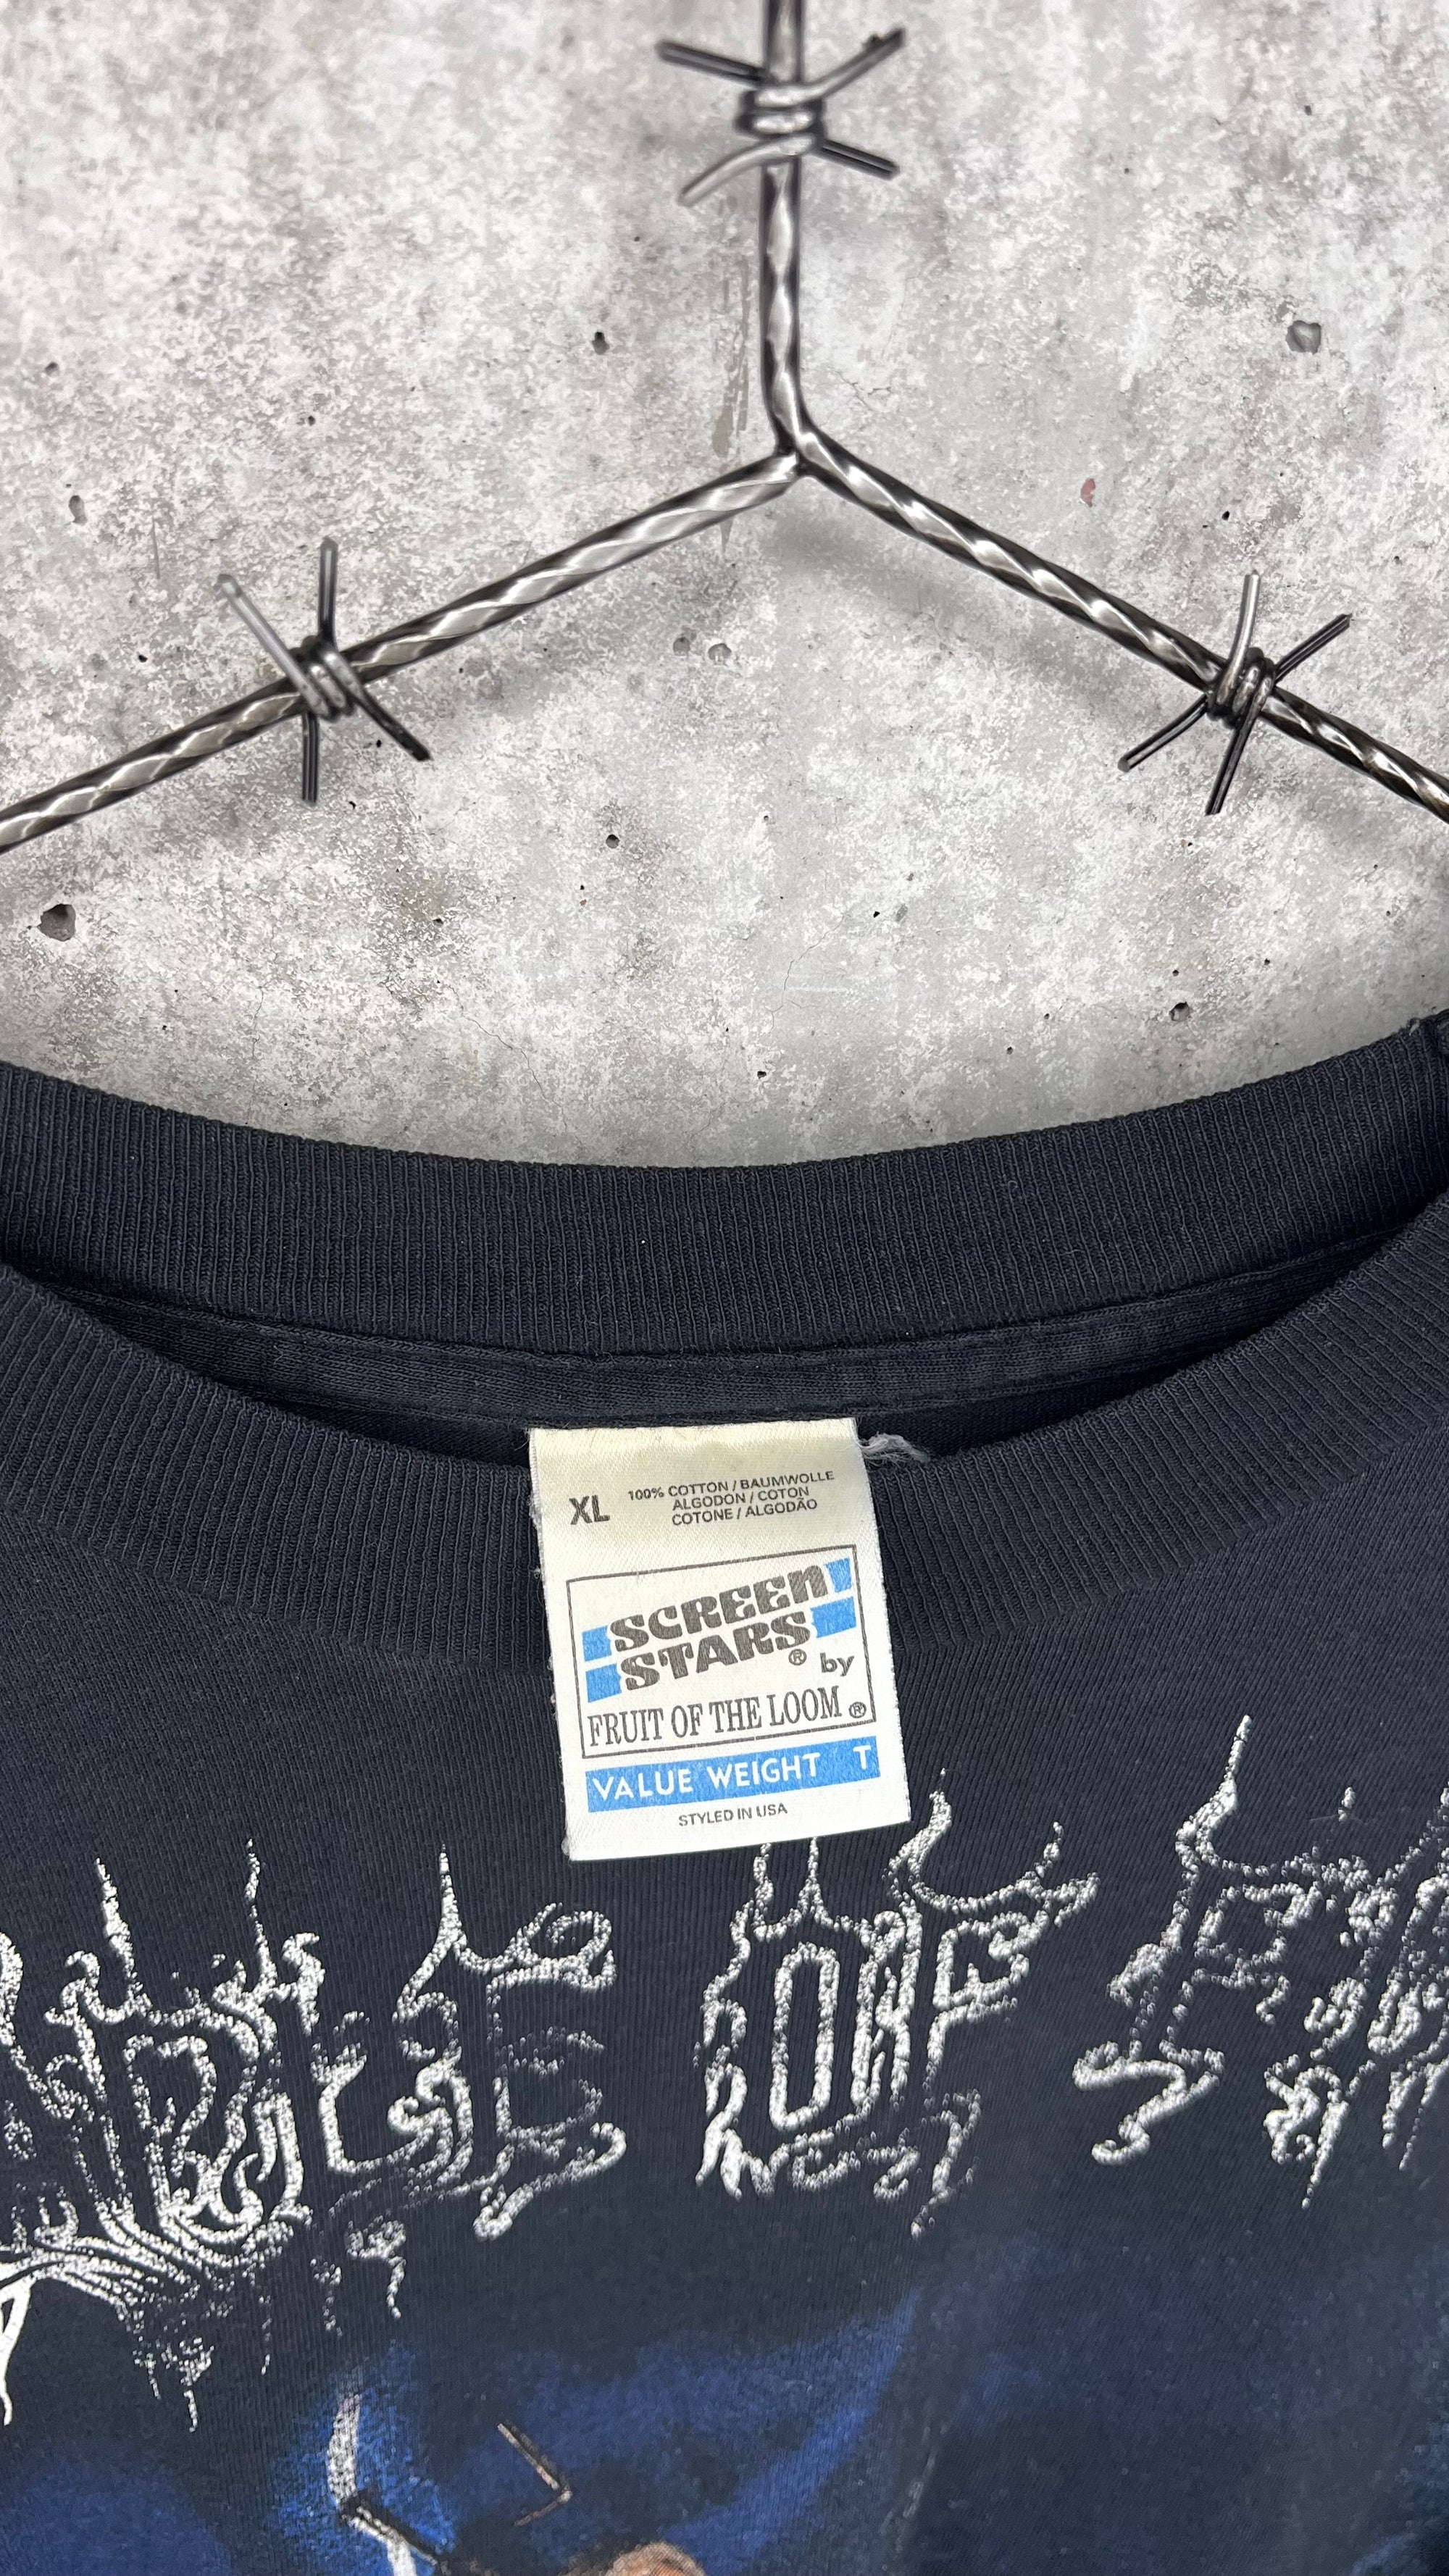 XL 100% COTTON / BAUMWOLLE
ALGODON / COTON
COTONE / ALGODÃO
SCREEN
STARS® by
FRUIT OF THE LOOM®
VALUE WEIGHT T
STYLED IN USA
OF